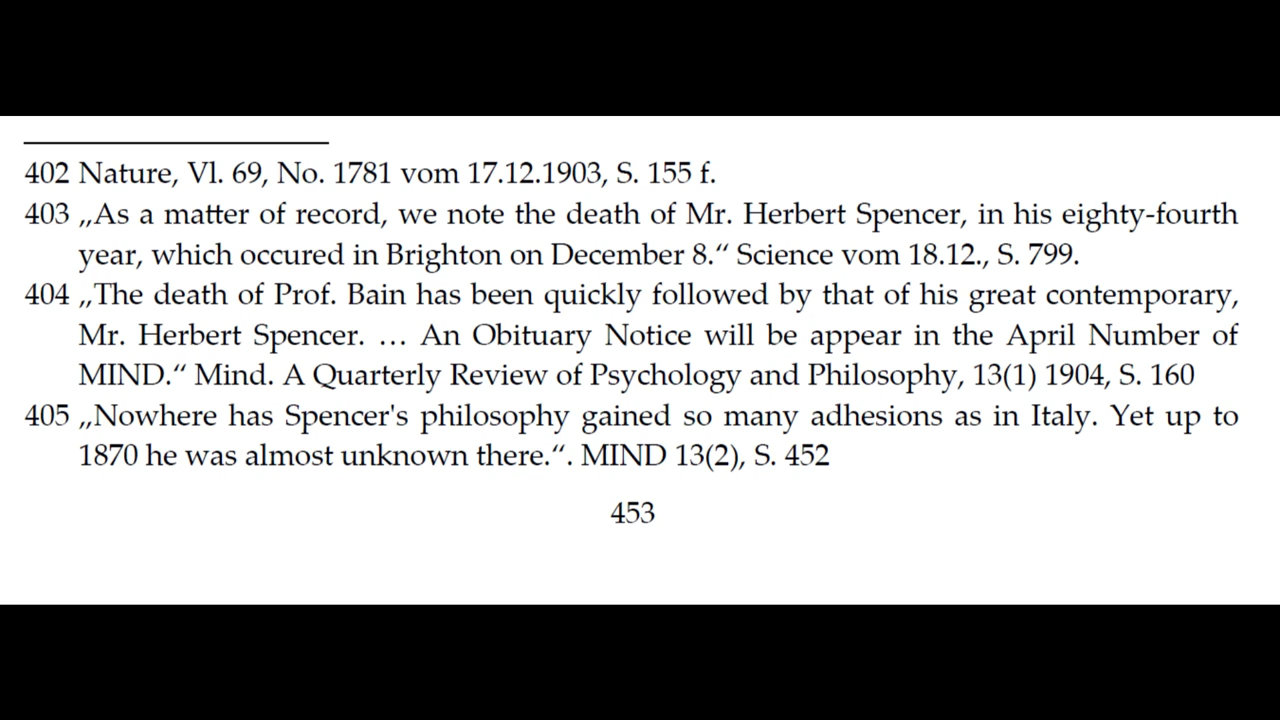 402 Nature, Vl. 69, No. 1781 vom 17.12.1903, S. 155 f.
403 „As a matter of record, we note the death of Mr. Herbert Spencer, in his eighty-fourth
year, which occured in Brighton on December 8.“ Science vom 18.12., S. 799.
404 „The death of Prof. Bain has been quickly followed by that of his great contemporary,
Mr. Herbert Spencer. … An Obituary Notice will be appear in the April Number of
MIND.“ Mind. A Quarterly Review of Psychology and Philosophy, 13(1) 1904, S. 160
405 „Nowhere has Spencer's philosophy gained so many adhesions as in Italy. Yet up to
1870 he was almost unknown there.“. MIND 13(2), S. 452
453